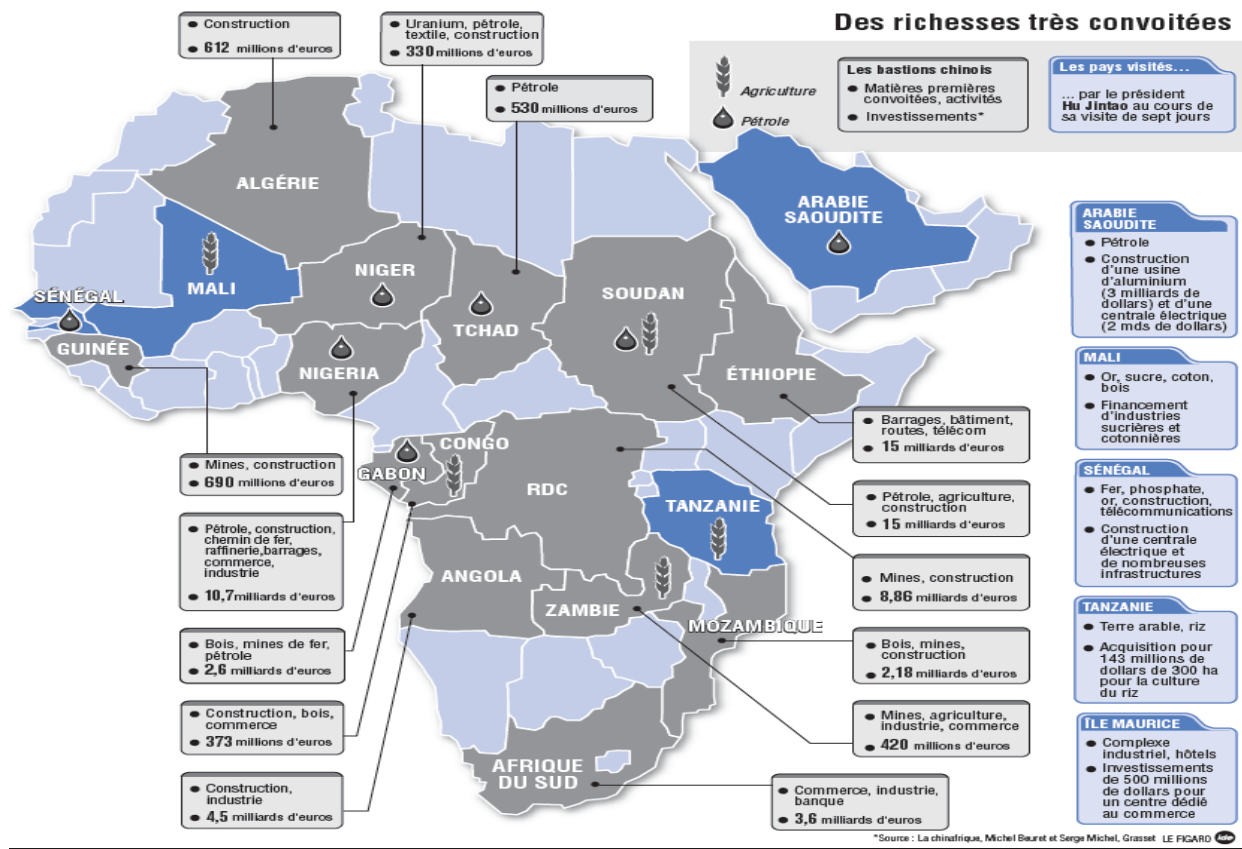 Des richesses très convoitées
Agriculture
Pétrole
Les bastions chinois
• Matières premières
convoitées, activités
• Investissements*
Les pays visités...
... par le président
Hu Jintao au cours de
sa visite de sept jours
• Construction
• 612 millions d'euros
• Uranium, pétrole,
textile, construction
• 330 millions d'euros
• Pétrole
• 530 millions d'euros
ALGÉRIE
ARABIE
SAOUDITE
MALI
NIGER
TCHAD
SOUDAN
SÉNÉGAL
GUINÉE
NIGERIA
ÉTHIOPIE
CONGO
GABON
RDC
TANZANIE
ANGOLA
ZAMBIE
MOZAMBIQUE
AFRIQUE
DU SUD
• Mines, construction
• 690 millions d'euros
• Pétrole, construction,
chemin de fer,
raffinerie,barrages,
commerce,
industrie
• 10,7milliards d'euros
• Bois, mines de fer,
pétrole
• 2,6 milliards d'euros
• Construction, bois,
commerce
• 373 millions d'euros
• Construction,
industrie
• 4,5 milliards d'euros
• Barrages, bâtiment,
routes, télécom
• 15 milliards d'euros
• Pétrole, agriculture,
construction
• 15 milliards d'euros
• Mines, construction
• 8,86 milliards d'euros
• Bois, mines,
construction
• 2,18 milliards d'euros
• Mines, agriculture,
industrie, commerce
• 420 millions d'euros
• Commerce, industrie,
banque
• 3,6 milliards d'euros
ARABIE
SAOUDITE
• Pétrole
• Construction
d'une usine
d'aluminium
(3 milliards de
dollars) et d'une
centrale électrique
(2 mds de dollars)
MALI
• Or, sucre, coton,
bois
• Financement
d'industries
sucrières et
cotonnières
SÉNÉGAL
• Fer, phosphate,
or, construction,
télécommunications
• Construction
d'une centrale
électrique et
de nombreuses
infrastructures
TANZANIE
• Terre arable, riz
• Acquisition pour
143 millions de
dollars de 300 ha
pour la culture
du riz
ÎLE MAURICE
• Complexe
industriel, hôtels
• Investissements
de 500 millions
de dollars pour
un centre dédié
au commerce
*Source : La chinafrique, Michel Beuret et Serge Michel, Grasset LE FIGARO ide